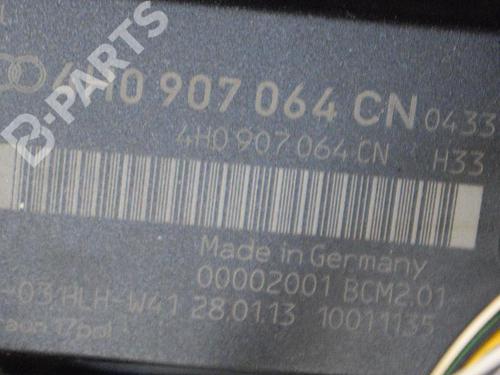 B-PARTS
4H0 907 064 CN 0433
4H0 907 064 CN H33
Made in Germany
00002001 BCM2.01-
-03 HLH-W41 28.01.13 10011135
17pol